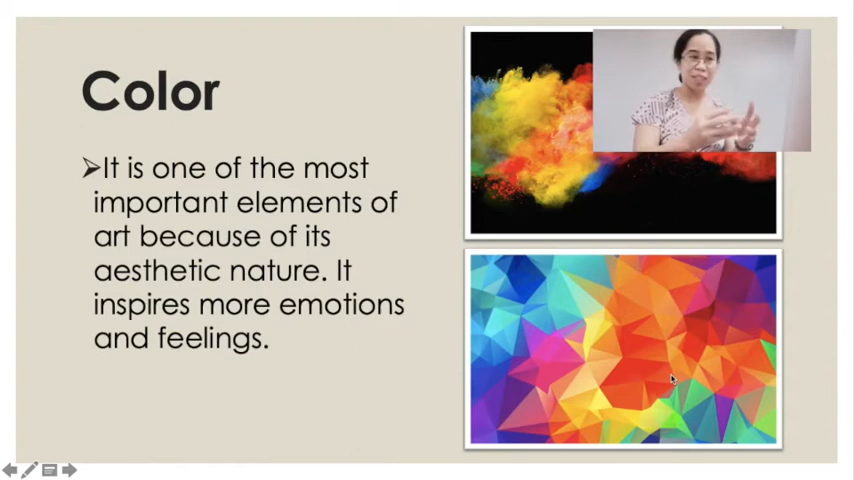 Color
➢It is one of the most
important elements of
art because of its
aesthetic nature. It
inspires more emotions
and feelings.